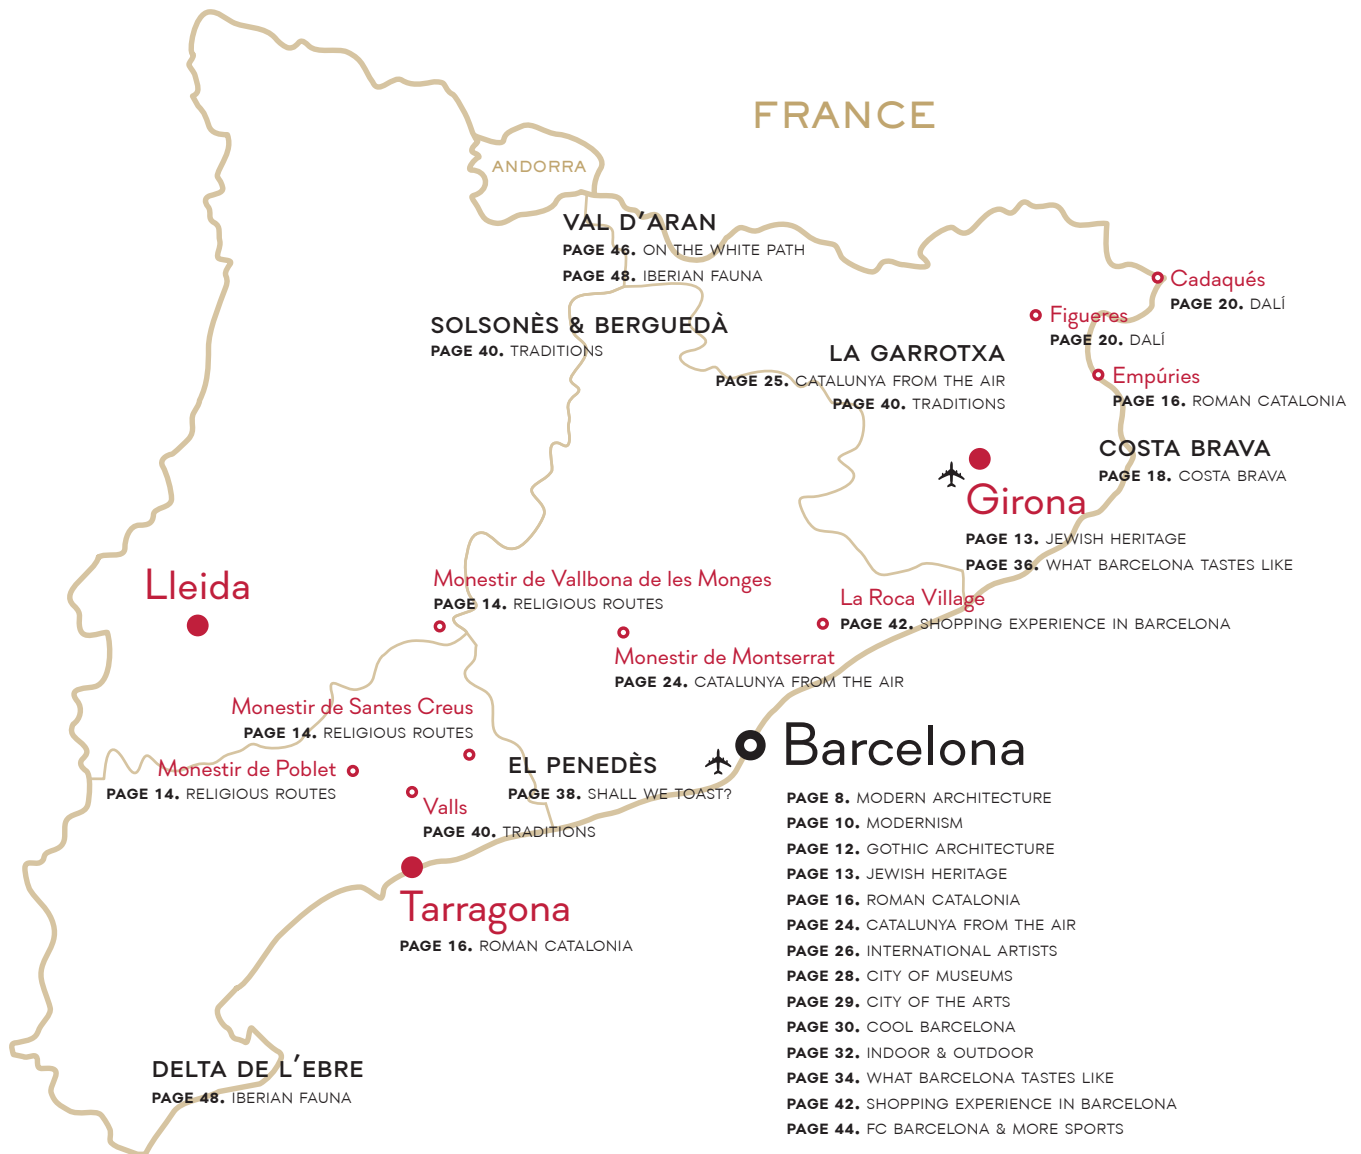 FRANCE
ANDORRA
VAL D'ARAN
PAGE 46. ON THE WHITE PATH
PAGE 48. IBERIAN FAUNA
Cadaqués
PAGE 20. DALÍ
Figueres
PAGE 20. DALÍ
SOLSONÈS & BERGUEDÀ
PAGE 40. TRADITIONS
LA GARROTXA
PAGE 25. CATALUNYA FROM THE AIR
PAGE 40. TRADITIONS
Empúries
PAGE 16. ROMAN CATALONIA
COSTA BRAVA
PAGE 18. COSTA BRAVA
Girona
PAGE 13. JEWISH HERITAGE
PAGE 36. WHAT BARCELONA TASTES LIKE
Lleida
Monestir de Vallbona de les Monges
PAGE 14. RELIGIOUS ROUTES
La Roca Village
PAGE 42. SHOPPING EXPERIENCE IN BARCELONA
Monestir de Montserrat
PAGE 24. CATALUNYA FROM THE AIR
Monestir de Santes Creus
PAGE 14. RELIGIOUS ROUTES
Monestir de Poblet
PAGE 14. RELIGIOUS ROUTES
EL PENEDÈS
PAGE 38. SHALL WE TOAST?
Valls
PAGE 40. TRADITIONS
Tarragona
PAGE 16. ROMAN CATALONIA
Barcelona
PAGE 8. MODERN ARCHITECTURE
PAGE 10. MODERNISM
PAGE 12. GOTHIC ARCHITECTURE
PAGE 13. JEWISH HERITAGE
PAGE 16. ROMAN CATALONIA
PAGE 24. CATALUNYA FROM THE AIR
PAGE 26. INTERNATIONAL ARTISTS
PAGE 28. CITY OF MUSEUMS
PAGE 29. CITY OF THE ARTS
PAGE 30. COOL BARCELONA
PAGE 32. INDOOR & OUTDOOR
PAGE 34. WHAT BARCELONA TASTES LIKE
PAGE 42. SHOPPING EXPERIENCE IN BARCELONA
PAGE 44. FC BARCELONA & MORE SPORTS
DELTA DE L'EBRE
PAGE 48. IBERIAN FAUNA